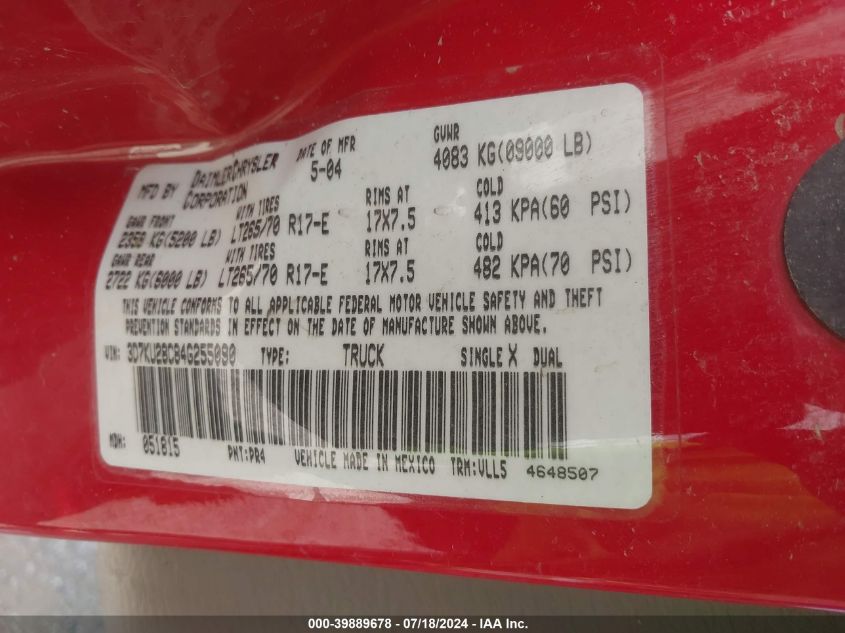 MFD BY DAIMLERCHRYSLER CORPORATION DATE OF MFR 5-04 GVWR 4083 KG(09000 LB)
GAWR FRONT WITH TIRES RIMS AT COLD
2358 KG(5200 LB) LT265/70 R17-E 17X7.5 413 KPA(60 PSI)
GAWR REAR WITH TIRES RIMS AT COLD
2722 KG(6000 LB) LT265/70 R17-E 17X7.5 482 KPA(70 PSI)
THIS VEHICLE CONFORMS TO ALL APPLICABLE FEDERAL MOTOR VEHICLE SAFETY AND THEFT
PREVENTION STANDARDS IN EFFECT ON THE DATE OF MANUFACTURE SHOWN ABOVE.
VIN: 3D7KU28C84G255090 TYPE: TRUCK SINGLE X DUAL
MDH: 051815 PNT:PR4 VEHICLE MADE IN MEXICO TRM:VLL5 4648507
000-39889678 - 07/18/2024 - IAA Inc.